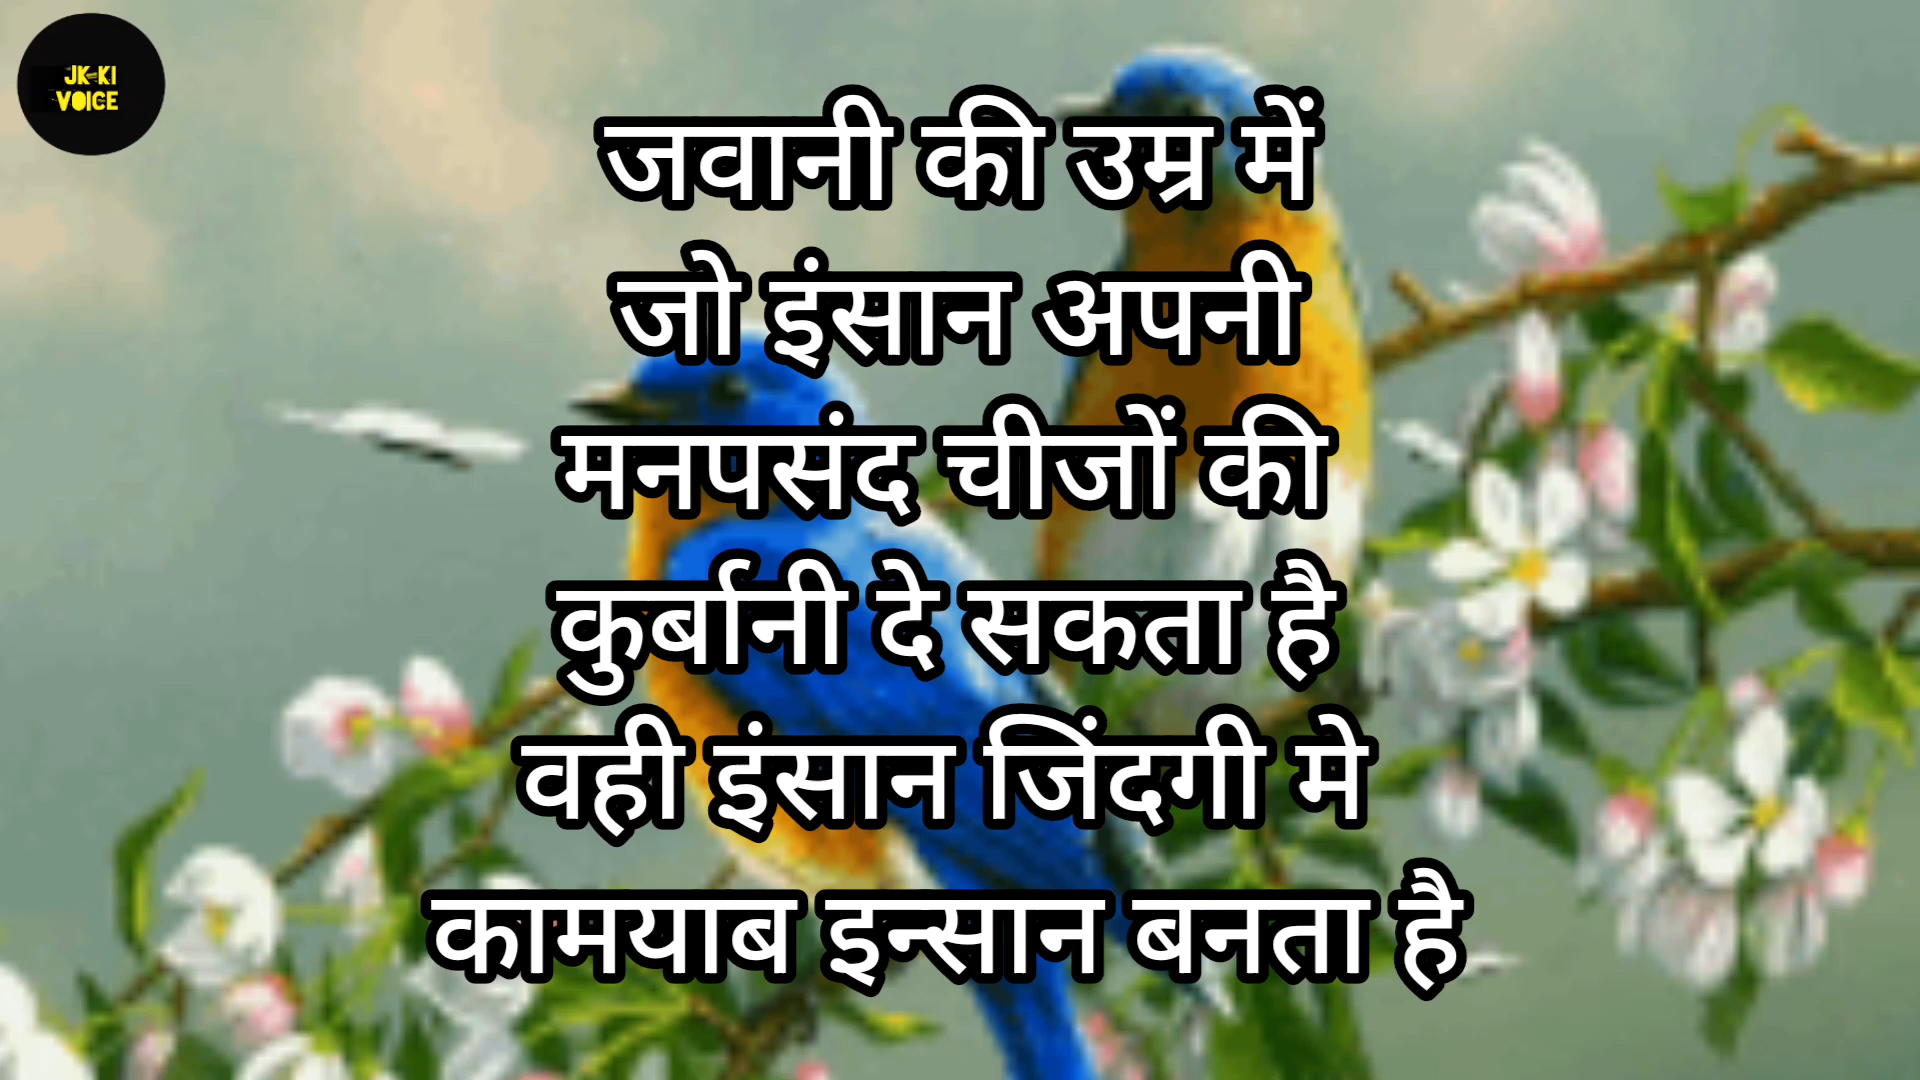 JK-KI
VOICE
जवानी की उम्र में
जो इंसान अपनी
मनपसंद चीजों की
कुर्बानी दे सकता है
वही इंसान जिंदगी मे
कामयाब इन्सान बनता है